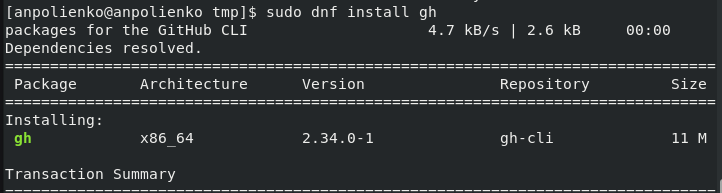 [anpolienko@anpolienko tmp]$ sudo dnf install gh
packages for the GitHub CLI                     4.7 kB/s | 2.6 kB     00:00
Dependencies resolved.
================================================================================
 Package       Architecture      Version               Repository          Size
================================================================================
Installing:
 gh            x86_64            2.34.0-1              gh-cli              11 M

Transaction Summary
================================================================================